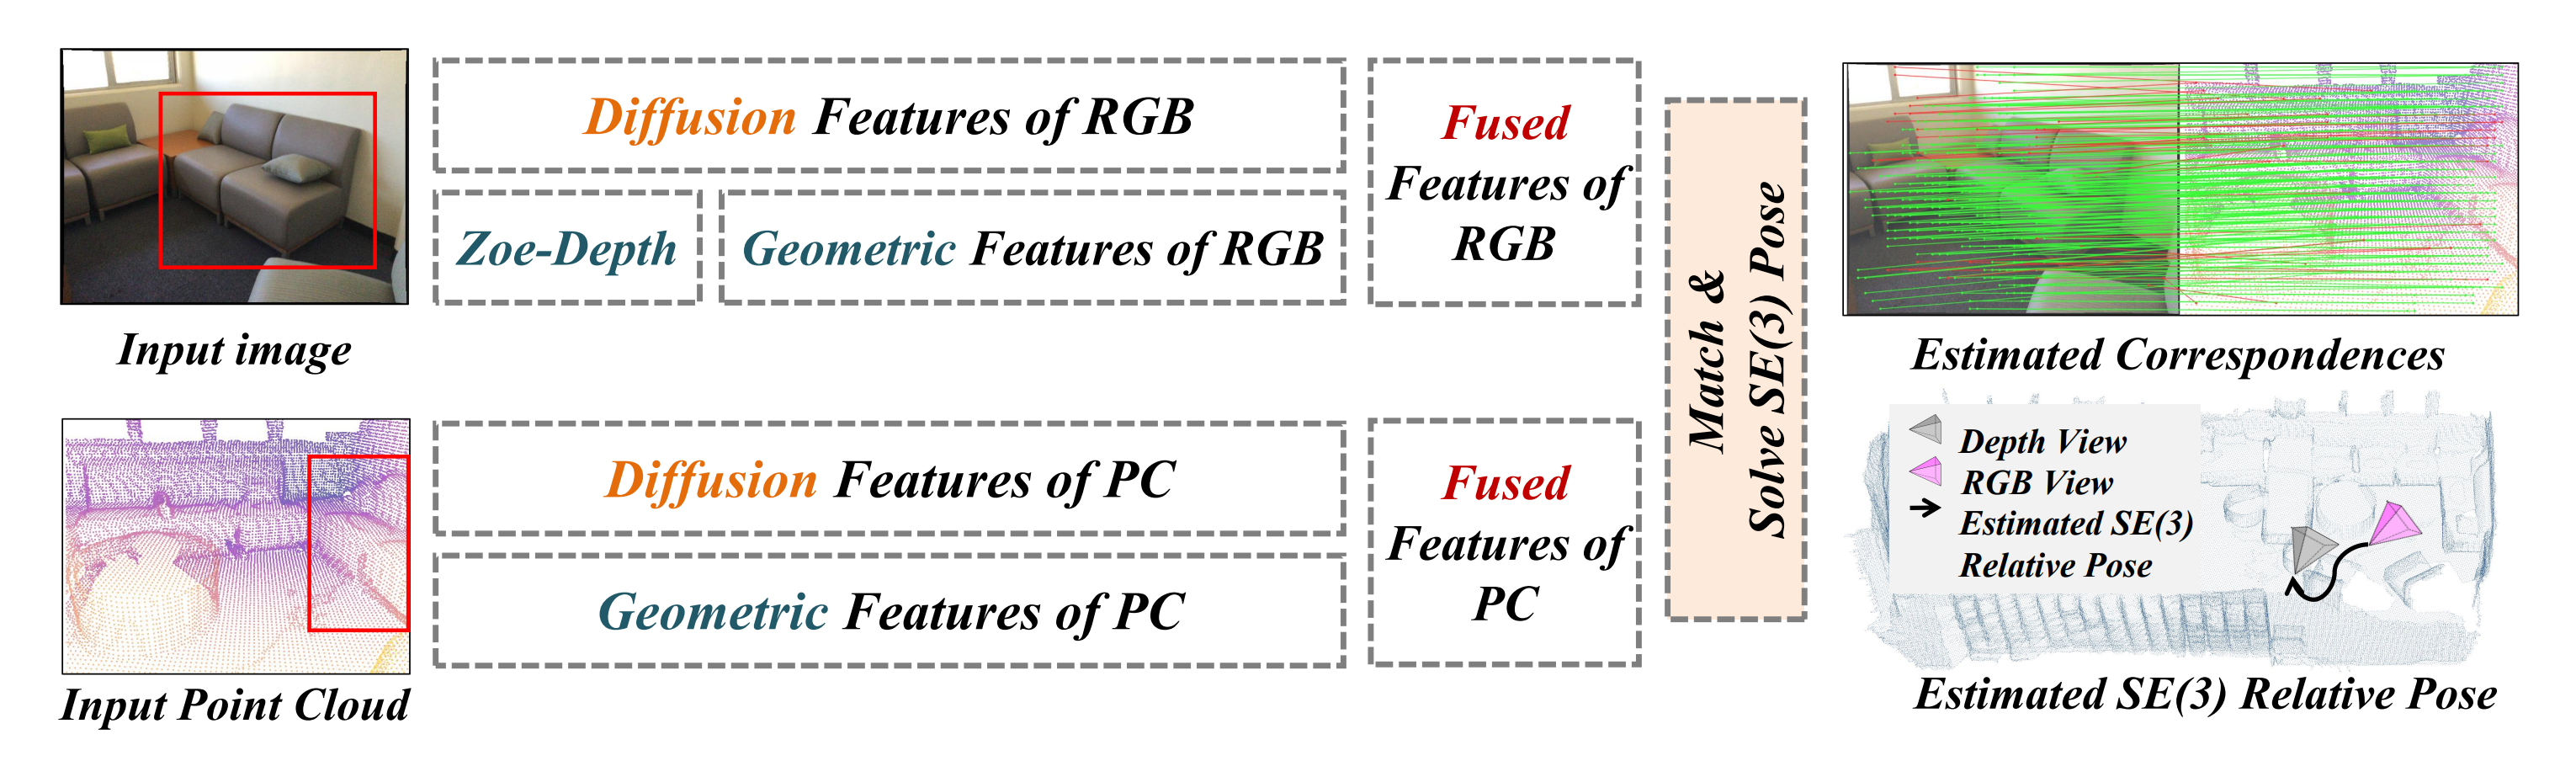 Diffusion Features of RGB
Zoe-Depth
Geometric Features of RGB
Fused
Features of
RGB
Input image
Diffusion Features of PC
Geometric Features of PC
Fused
Features of
PC
Input Point Cloud
Match &
Solve SE(3) Pose
Estimated Correspondences
Depth View
RGB View
Estimated SE(3)
Relative Pose
Estimated SE(3) Relative Pose